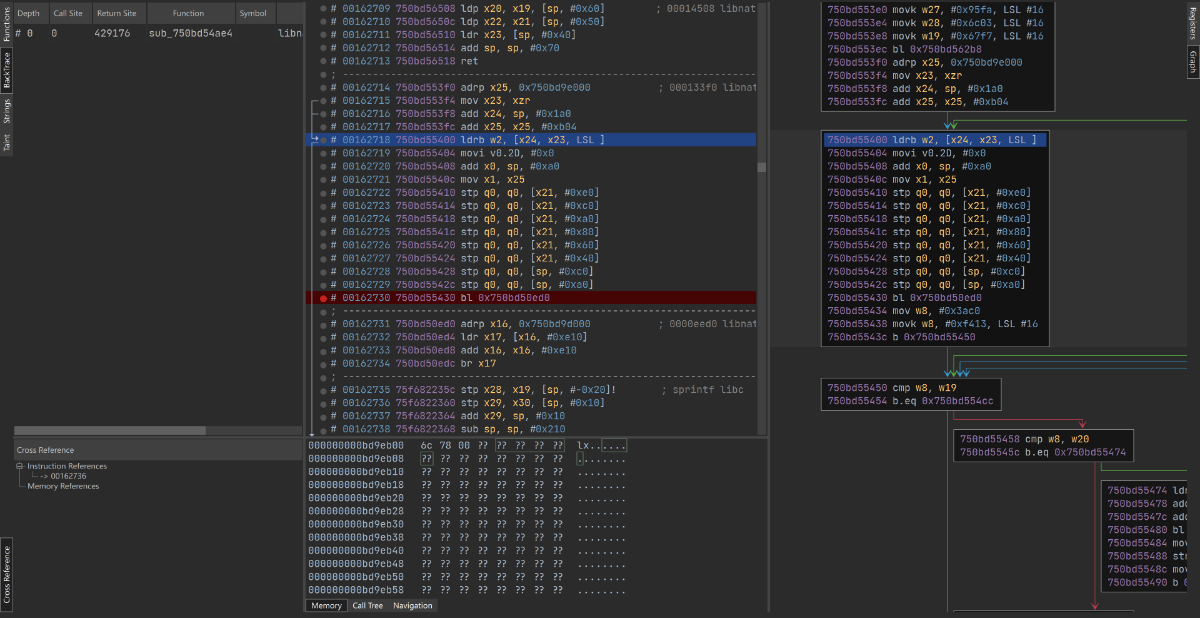 Functions
BackTrace
Strings
Taint
Cross Reference
Depth Call Site Return Site Function Symbol
# 0 0 429176 sub_750bd54ae4 libn
Cross Reference
Instruction References
-> 00162736
Memory References
# 00162709 750bd56508 ldp x20, x19, [sp, #0x60] ; 00014508 libnat
# 00162710 750bd5650c ldp x22, x21, [sp, #0x50]
# 00162711 750bd56510 ldr x23, [sp, #0x40]
# 00162712 750bd56514 add sp, sp, #0x70
# 00162713 750bd56518 ret
; ----------------------------------------
# 00162714 750bd553f0 adrp x25, 0x750bd9e000 ; 000133f0 libnat
# 00162715 750bd553f4 mov x23, xzr
# 00162716 750bd553f8 add x24, sp, #0x1a0
# 00162717 750bd553fc add x25, x25, #0xb04
# 00162718 750bd55400 ldrb w2, [x24, x23, LSL ]
# 00162719 750bd55404 movi v0.2D, #0x0
# 00162720 750bd55408 add x0, sp, #0xa0
# 00162721 750bd5540c mov x1, x25
# 00162722 750bd55410 stp q0, q0, [x21, #0xe0]
# 00162723 750bd55414 stp q0, q0, [x21, #0xc0]
# 00162724 750bd55418 stp q0, q0, [x21, #0xa0]
# 00162725 750bd5541c stp q0, q0, [x21, #0x80]
# 00162726 750bd55420 stp q0, q0, [x21, #0x60]
# 00162727 750bd55424 stp q0, q0, [x21, #0x40]
# 00162728 750bd55428 stp q0, q0, [sp, #0xc0]
# 00162729 750bd5542c stp q0, q0, [sp, #0xa0]
# 00162730 750bd55430 bl 0x750bd50ed0
; ----------------------------------------
# 00162731 750bd50ed0 adrp x16, 0x750bd9d000 ; 0000eed0 libnat
# 00162732 750bd50ed4 ldr x17, [x16, #0xe10]
# 00162733 750bd50ed8 add x16, x16, #0xe10
# 00162734 750bd50edc br x17
; ----------------------------------------
# 00162735 75f682235c stp x28, x19, [sp, #-0x20]! ; sprintf libc
# 00162736 75f6822360 stp x29, x30, [sp, #0x10]
# 00162737 75f6822364 add x29, sp, #0x10
# 00162738 75f6822368 sub sp, sp, #0x210
000000000bd9eb00 6c 78 00 ?? ?? ?? ?? ?? lx......
000000000bd9eb08 ?? ?? ?? ?? ?? ?? ?? ?? ........
000000000bd9eb10 ?? ?? ?? ?? ?? ?? ?? ?? ........
000000000bd9eb18 ?? ?? ?? ?? ?? ?? ?? ?? ........
000000000bd9eb20 ?? ?? ?? ?? ?? ?? ?? ?? ........
000000000bd9eb28 ?? ?? ?? ?? ?? ?? ?? ?? ........
000000000bd9eb30 ?? ?? ?? ?? ?? ?? ?? ?? ........
000000000bd9eb38 ?? ?? ?? ?? ?? ?? ?? ?? ........
000000000bd9eb40 ?? ?? ?? ?? ?? ?? ?? ?? ........
000000000bd9eb48 ?? ?? ?? ?? ?? ?? ?? ?? ........
000000000bd9eb50 ?? ?? ?? ?? ?? ?? ?? ?? ........
000000000bd9eb58 ?? ?? ?? ?? ?? ?? ?? ?? ........
Memory Call Tree Navigation
750bd553e0 movk w27, #0x95fa, LSL #16
750bd553e4 movk w28, #0x6c03, LSL #16
750bd553e8 movk w19, #0x67f7, LSL #16
750bd553ec bl 0x750bd562b8
750bd553f0 adrp x25, 0x750bd9e000
750bd553f4 mov x23, xzr
750bd553f8 add x24, sp, #0x1a0
750bd553fc add x25, x25, #0xb04
750bd55400 ldrb w2, [x24, x23, LSL ]
750bd55404 movi v0.2D, #0x0
750bd55408 add x0, sp, #0xa0
750bd5540c mov x1, x25
750bd55410 stp q0, q0, [x21, #0xe0]
750bd55414 stp q0, q0, [x21, #0xc0]
750bd55418 stp q0, q0, [x21, #0xa0]
750bd5541c stp q0, q0, [x21, #0x80]
750bd55420 stp q0, q0, [x21, #0x60]
750bd55424 stp q0, q0, [x21, #0x40]
750bd55428 stp q0, q0, [sp, #0xc0]
750bd5542c stp q0, q0, [sp, #0xa0]
750bd55430 bl 0x750bd50ed0
750bd55434 mov w8, #0x3ac0
750bd55438 movk w8, #0xf413, LSL #16
750bd5543c b 0x750bd55450
750bd55450 cmp w8, w19
750bd55454 b.eq 0x750bd554cc
750bd55458 cmp w8, w20
750bd5545c b.eq 0x750bd55474
750bd55474 ldr
750bd55478 add
750bd5547c add
750bd55480 bl
750bd55484 mov
750bd55488 str
750bd5548c mov
750bd55490 b 0
Registers
Graph